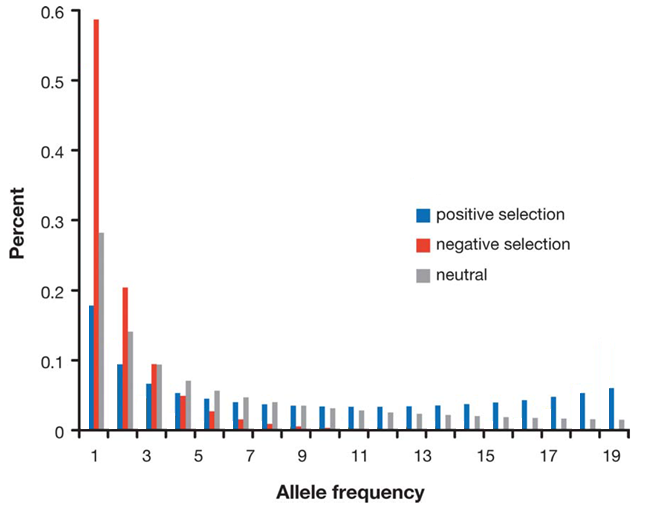 0.6
0.5
0.4
0.3
0.2
0.1
0
Percent
positive selection
negative selection
neutral
1 3 5 7 9 11 13 15 17 19
Allele frequency